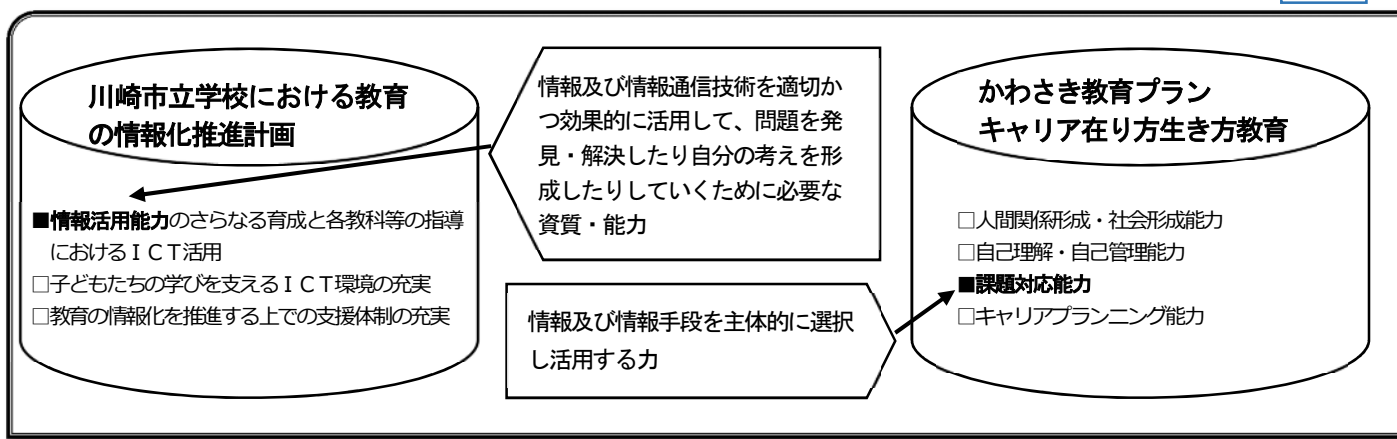 川崎市立学校における教育
の情報化推進計画
■情報活用能力のさらなる育成と各教科等の指導
におけるＩＣＴ活用
□子どもたちの学びを支えるＩＣＴ環境の充実
□教育の情報化を推進する上での支援体制の充実
情報及び情報通信技術を適切か
つ効果的に活用して、問題を発
見・解決したり自分の考えを形
成したりしていくために必要な
資質・能力
情報及び情報手段を主体的に選択
し活用する力
かわさき教育プラン
キャリア在り方生き方教育
□人間関係形成・社会形成能力
□自己理解・自己管理能力
■課題対応能力
□キャリアプランニング能力